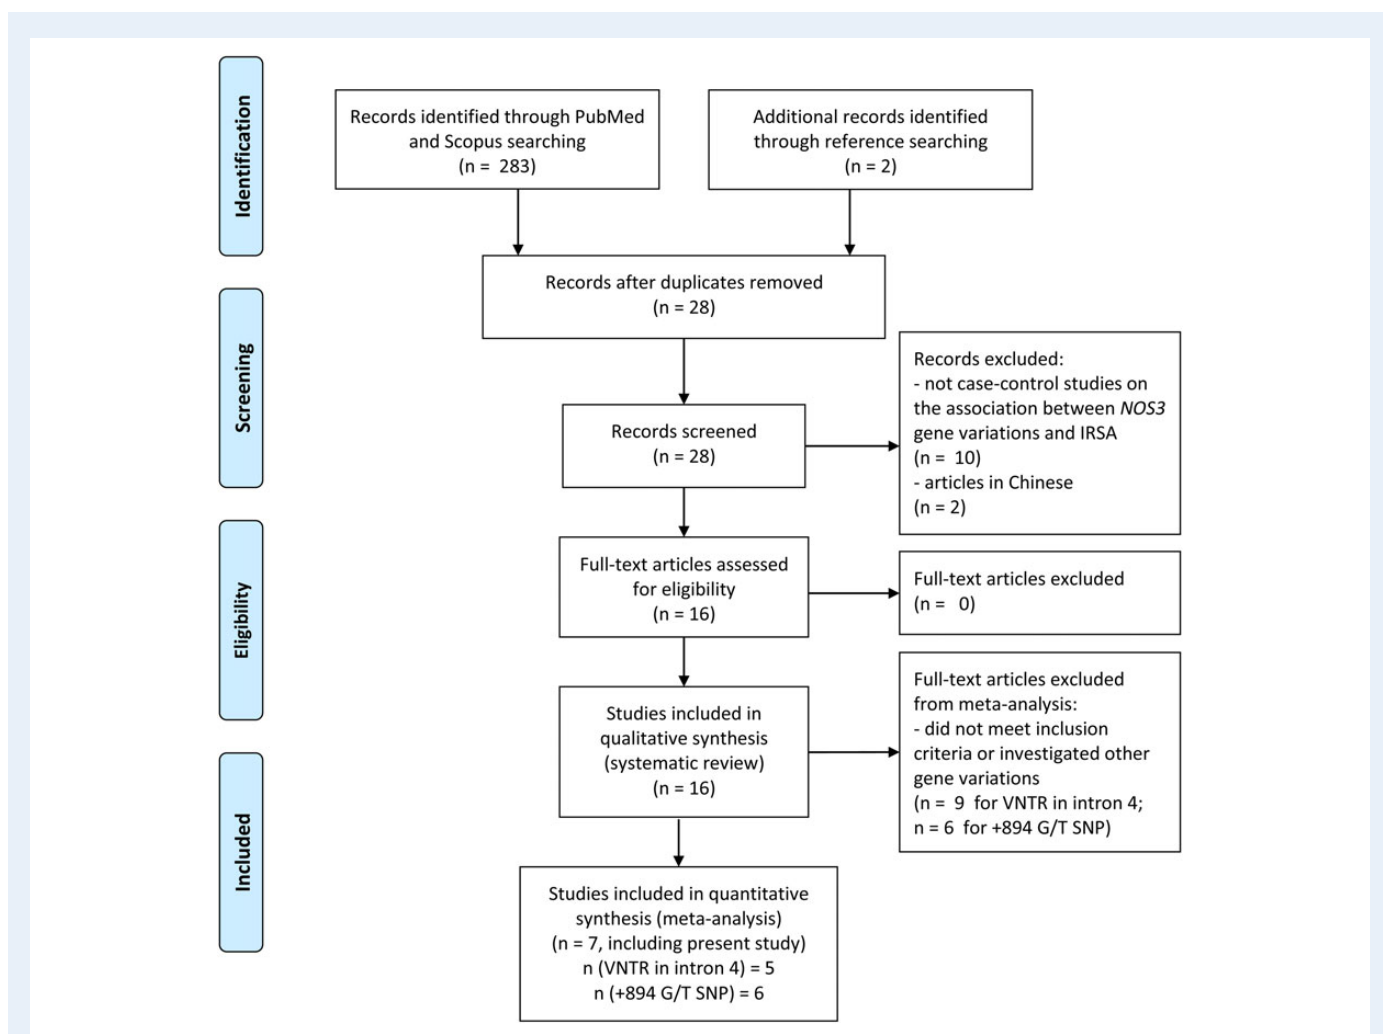 Identification
Records identified through PubMed
and Scopus searching
(n = 283)
Additional records identified
through reference searching
(n = 2)
Records after duplicates removed
(n = 28)
Screening
Records screened
(n = 28)
Records excluded:
- not case-control studies on
the association between NOS3
gene variations and IRSA
(n = 10)
- articles in Chinese
(n = 2)
Eligibility
Full-text articles assessed
for eligibility
(n = 16)
Full-text articles excluded
(n = 0)
Studies included in
qualitative synthesis
(systematic review)
(n = 16)
Full-text articles excluded
from meta-analysis:
- did not meet inclusion
criteria or investigated other
gene variations
(n = 9 for VNTR in intron 4;
n = 6 for +894 G/T SNP)
Included
Studies included in quantitative
synthesis (meta-analysis)
(n = 7, including present study)
n (VNTR in intron 4) = 5
n (+894 G/T SNP) = 6